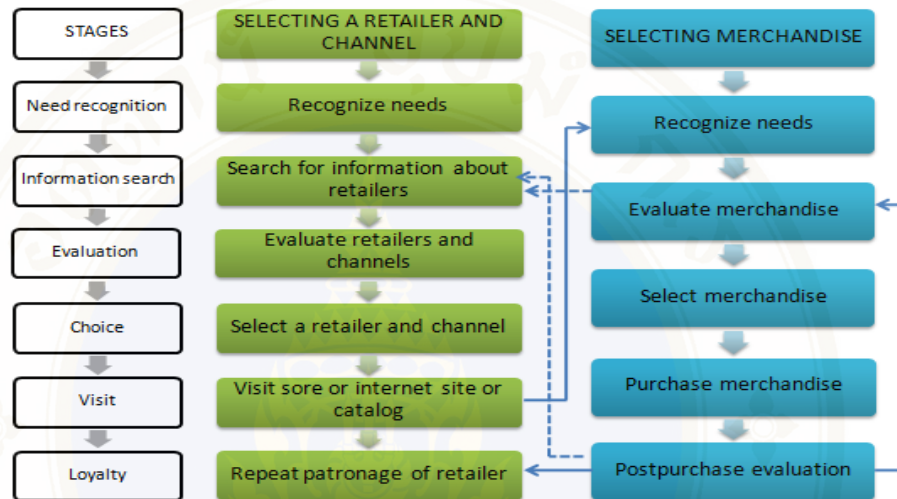 STAGES
Need recognition
Information search
Evaluation
Choice
Visit
Loyalty
SELECTING A RETAILER AND
CHANNEL
Recognize needs
Search for information about
retailers
Evaluate retailers and
channels
Select a retailer and channel
Visit sore or internet site or
catalog
Repeat patronage of retailer
SELECTING MERCHANDISE
Recognize needs
Evaluate merchandise
Select merchandise
Purchase merchandise
Postpurchase evaluation